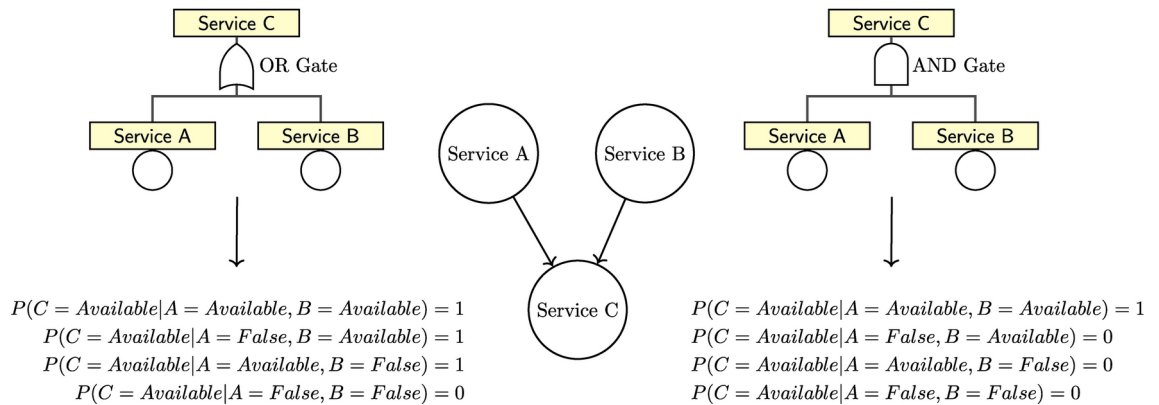 Service C
OR Gate
Service A
Service B
P(C = Available|A = Available, B = Available) = 1
P(C = Available|A = False, B = Available) = 1
P(C = Available|A = Available, B = False) = 1
P(C = Available|A = False, B = False) = 0
Service A
Service B
Service C
Service C
AND Gate
Service A
Service B
P(C = Available|A = Available, B = Available) = 1
P(C = Available|A = False, B = Available) = 0
P(C = Available|A = Available, B = False) = 0
P(C = Available|A = False, B = False) = 0